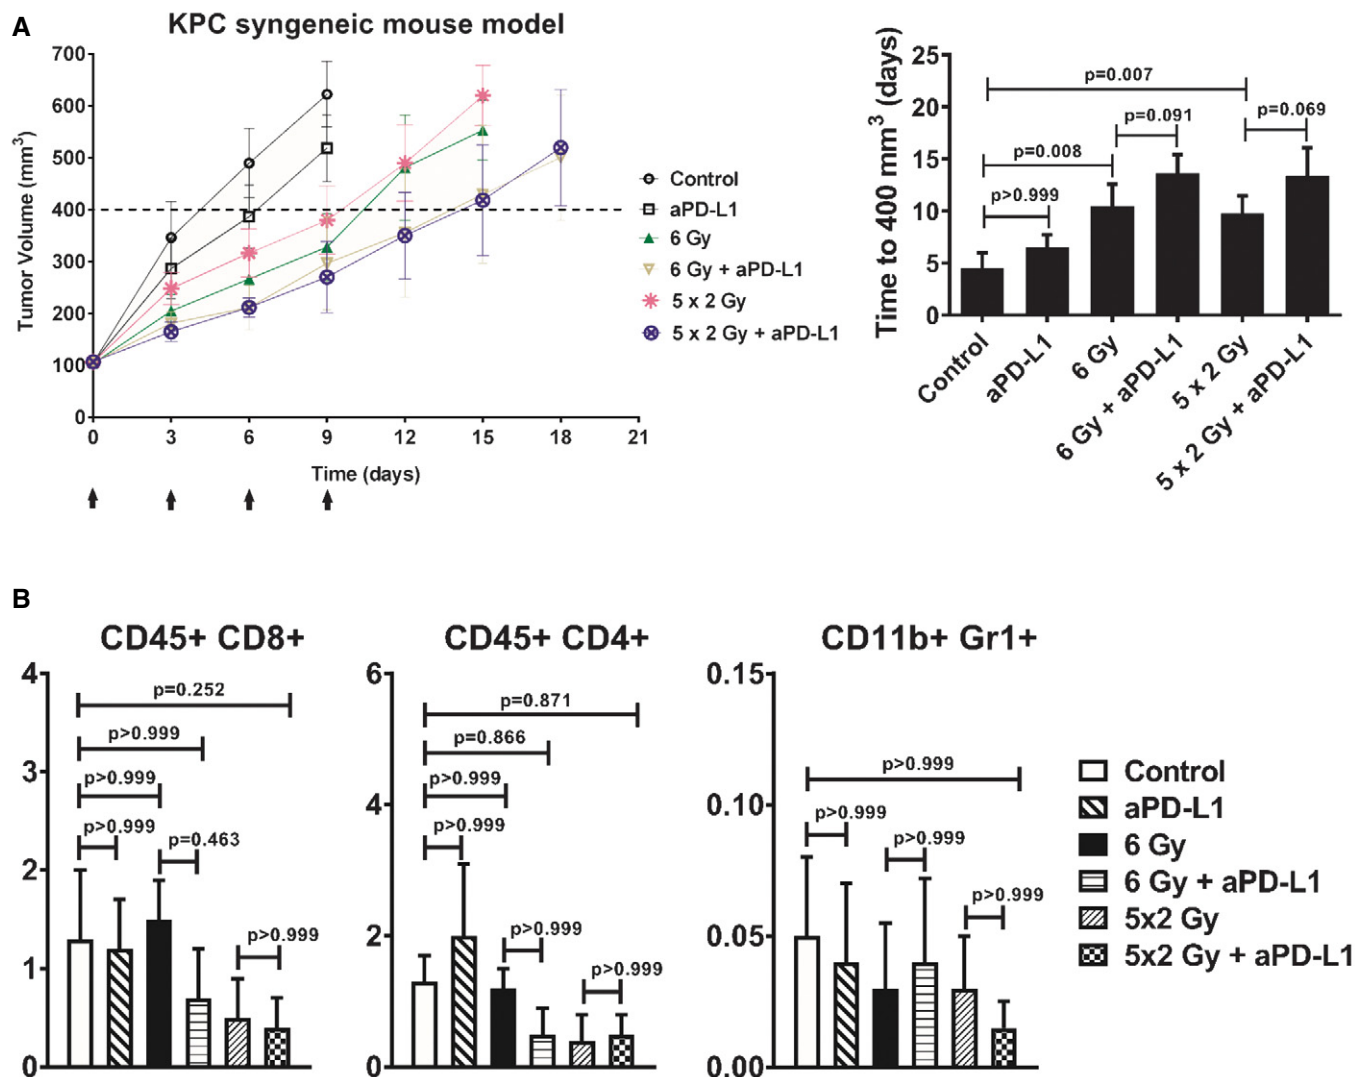 A
KPC syngeneic mouse model
700
600
500
400
300
200
100
0
Tumor Volume (mm3)
0 3 6 9 12 15 18 21
Time (days)
Control
aPD-L1
6 Gy
6 Gy + aPD-L1
5 x 2 Gy
5 x 2 Gy + aPD-L1
Time to 400 mm3 (days)
25
20
15
10
5
0
p=0.007
p=0.091
p=0.069
p=0.008
p>0.999
Control
aPD-L1
6 Gy
6 Gy + aPD-L1
5 x 2 Gy
5 x 2 Gy + aPD-L1
B
CD45+ CD8+
4
3
2
1
0
p=0.252
p>0.999
p>0.999
p>0.999
p=0.463
p>0.999
CD45+ CD4+
6
4
2
0
p=0.871
p=0.866
p>0.999
p>0.999
p>0.999
p>0.999
CD11b+ Gr1+
0.15
0.10
0.05
0.00
p>0.999
p>0.999
p>0.999
p>0.999
Control
aPD-L1
6 Gy
6 Gy + aPD-L1
5x2 Gy
5x2 Gy + aPD-L1